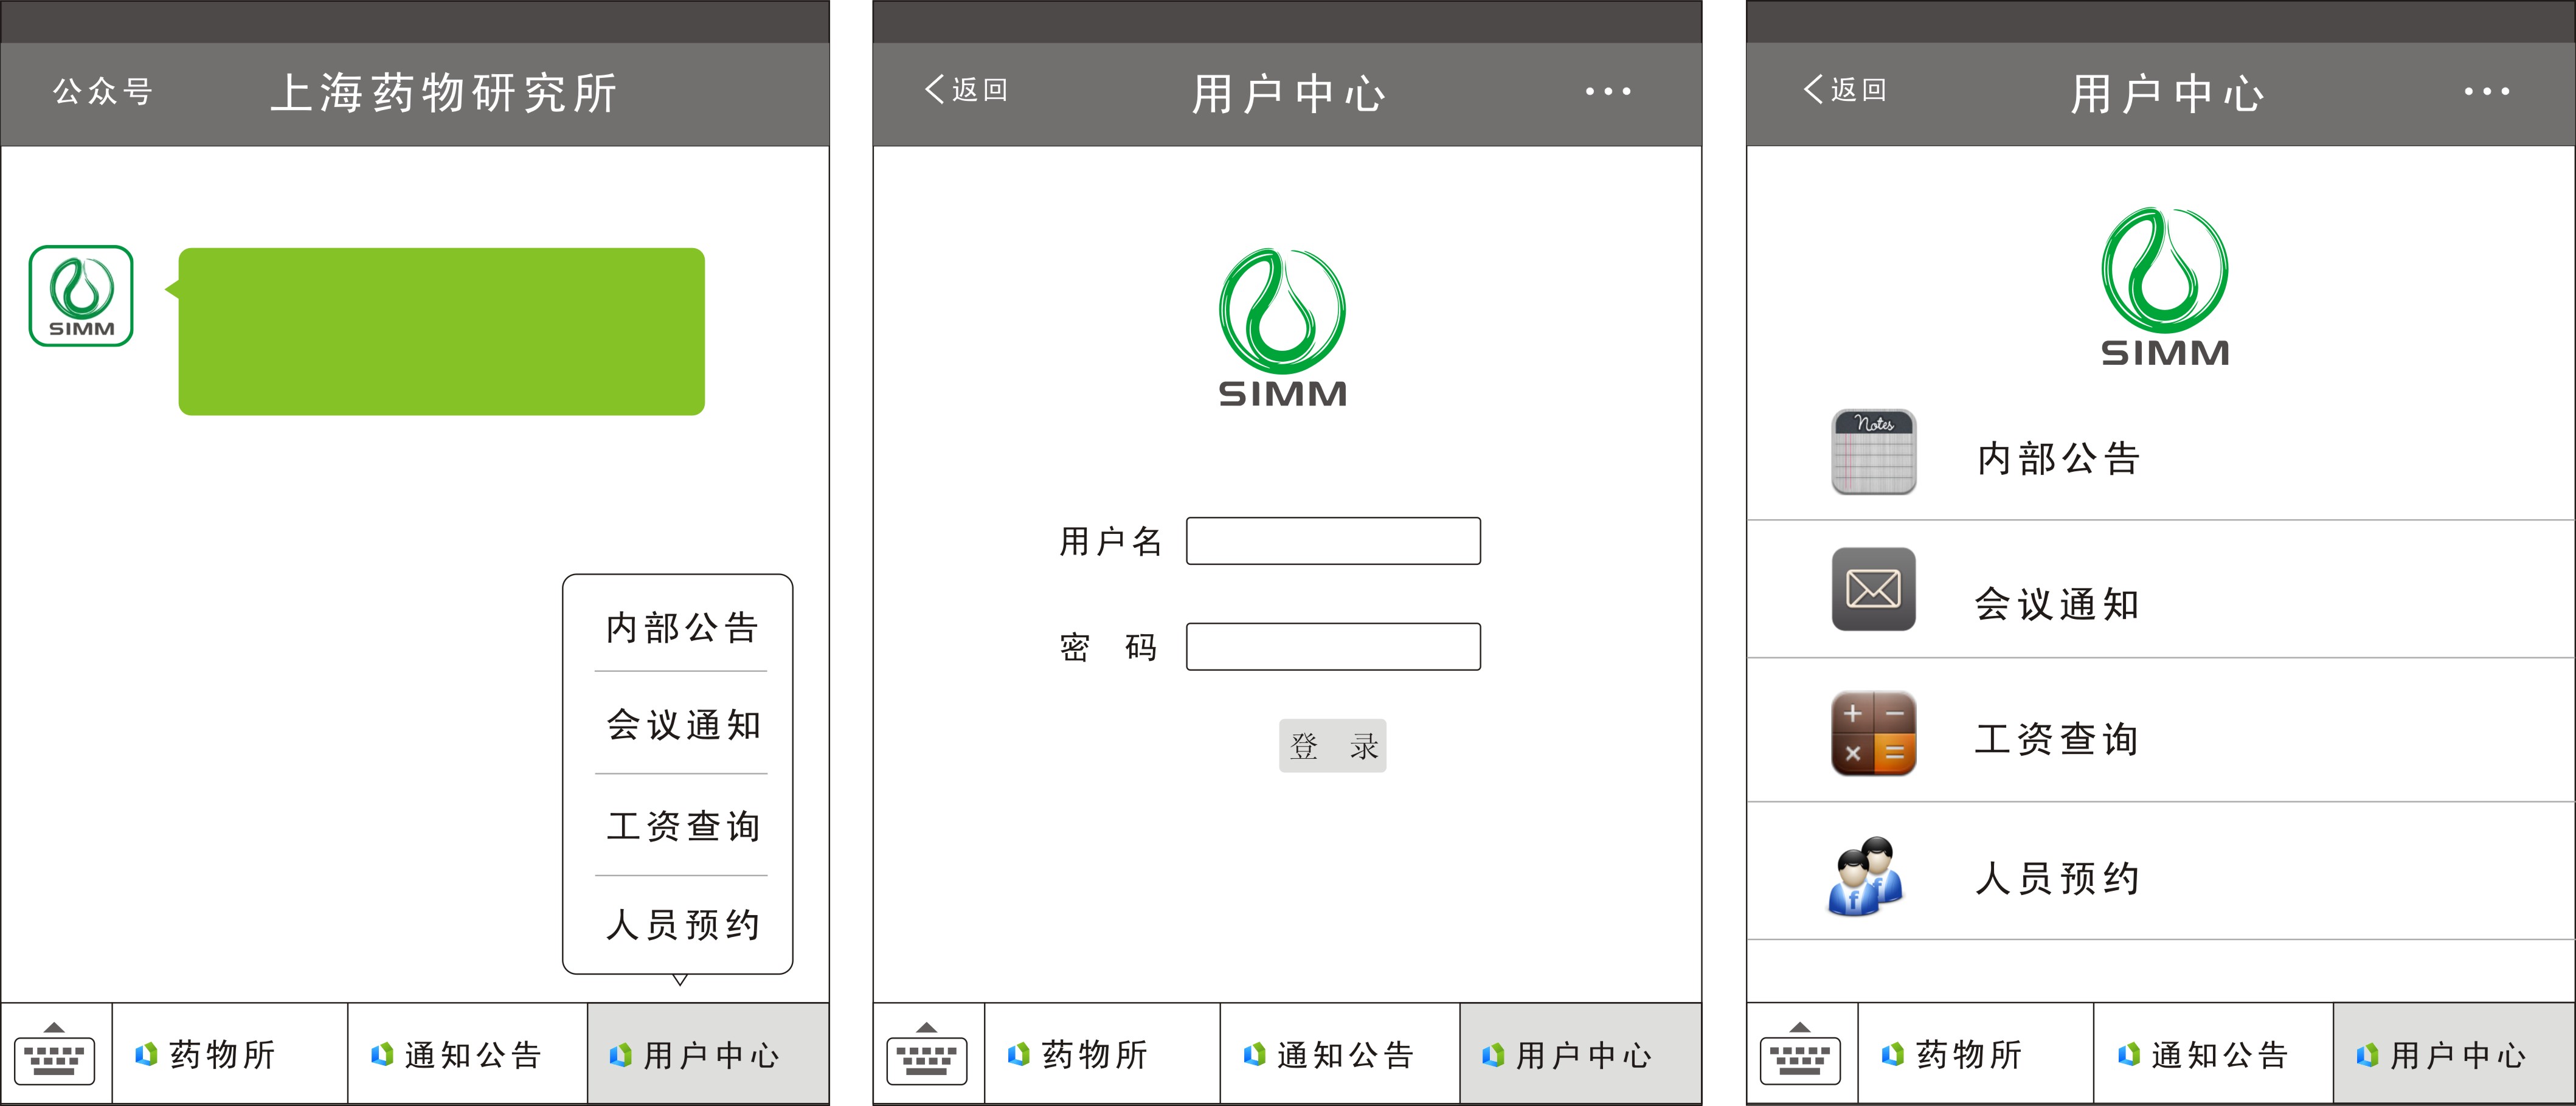 公众号 上海药物研究所
SIMM
内部公告
会议通知
工资查询
人员预约
药物所 通知公告 用户中心
返回 用户中心
SIMM
用户名
密 码
登 录
药物所 通知公告 用户中心
返回 用户中心
SIMM
Notes
内部公告
会议通知
+ −
× =
工资查询
f f
人员预约
药物所 通知公告 用户中心